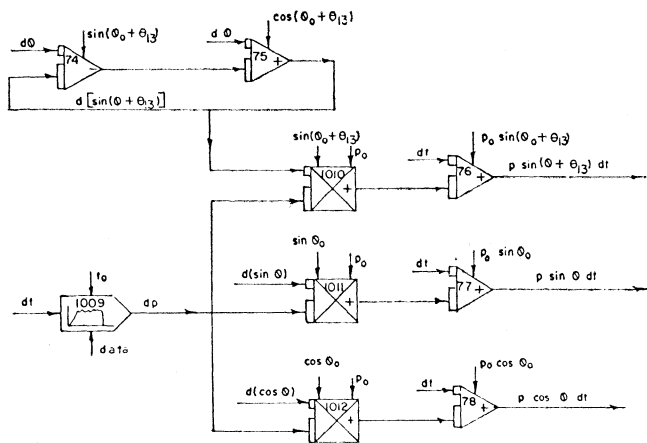 dΘ
sin(Θ₀ + θ₁₃)
74
−
d Θ
cos(Θ₀ + θ₁₃)
75
+
d [sin(Θ + θ₁₃)]
sin(Θ₀ + θ₁₃)
p₀
1010
+
dt
p₀ sin(Θ₀ + θ₁₃)
76
+
p sin(Θ + θ₁₃) dt
sin Θ₀
p₀
d(sin Θ)
1011
+
dt
p₀ sin Θ₀
77
+
p sin Θ dt
t₀
dt
1009
dp
data
cos Θ₀
p₀
d(cos Θ)
1012
+
dt
p₀ cos Θ₀
78
+
p cos Θ dt